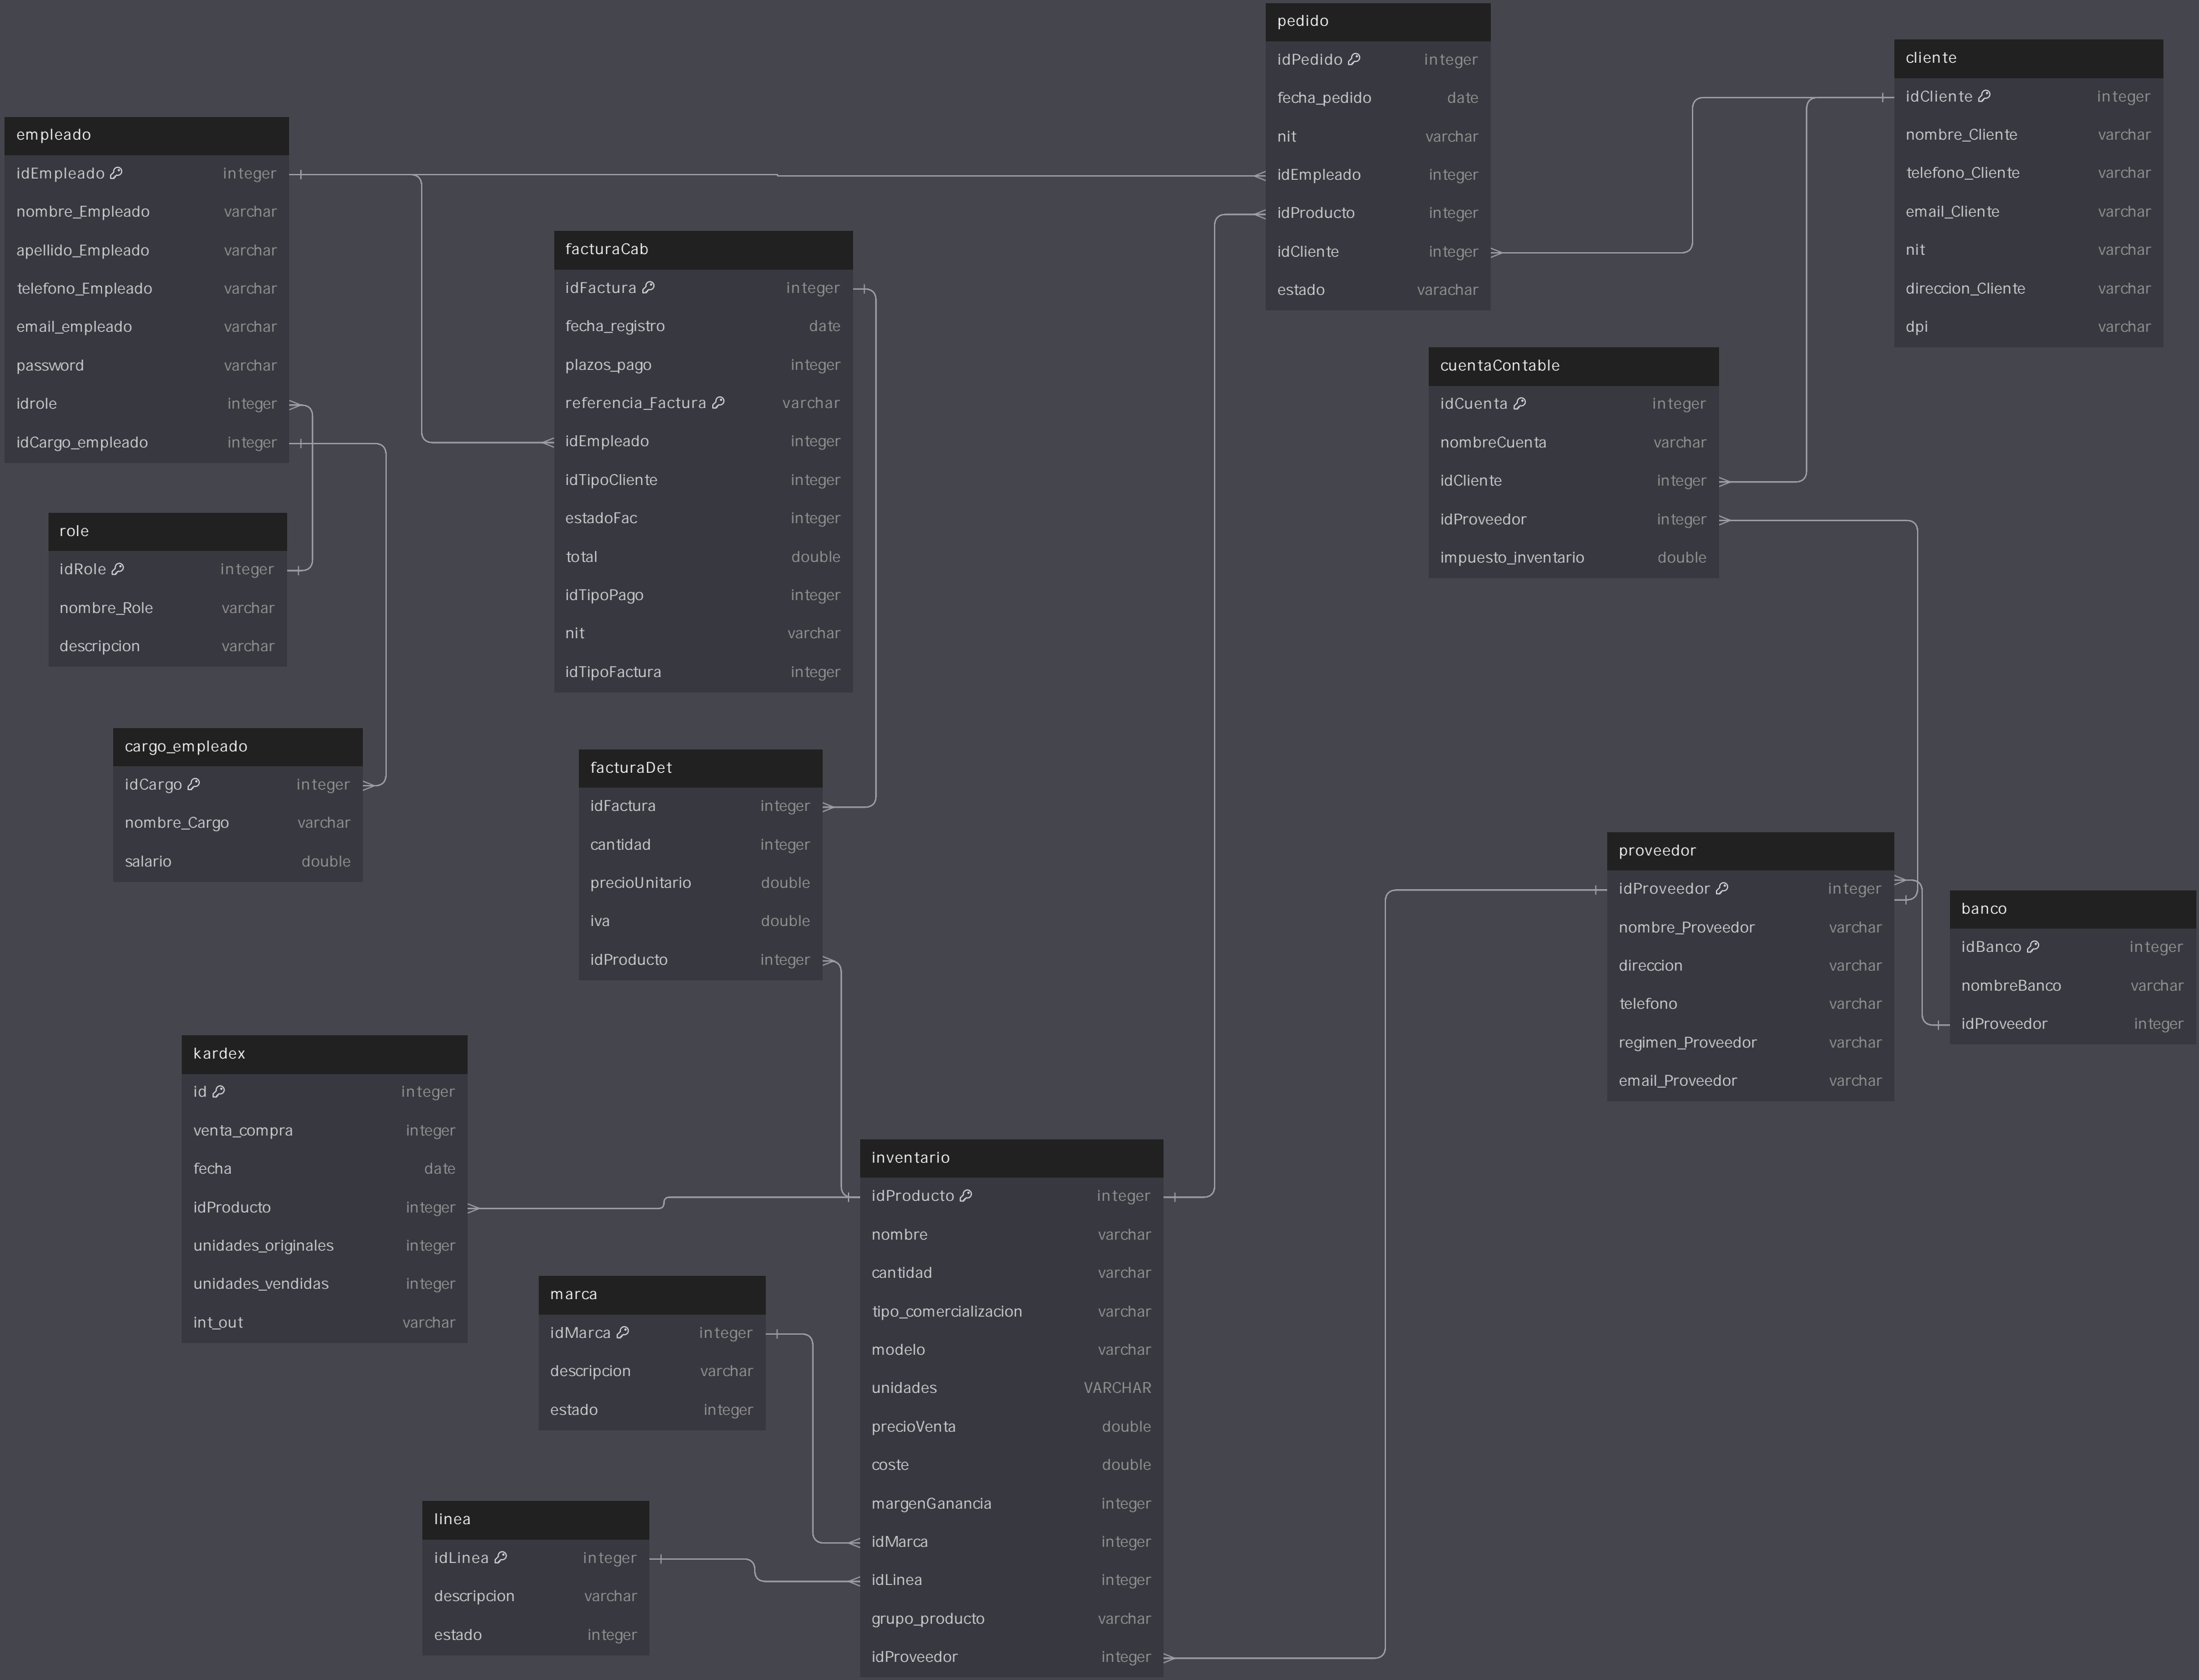 pedido
idPedido integer
fecha_pedido date
nit varchar
idEmpleado integer
idProducto integer
idCliente integer
estado varachar
cliente
idCliente integer
nombre_Cliente varchar
telefono_Cliente varchar
email_Cliente varchar
nit varchar
direccion_Cliente varchar
dpi varchar
empleado
idEmpleado integer
nombre_Empleado varchar
apellido_Empleado varchar
telefono_Empleado varchar
email_empleado varchar
password varchar
idrole integer
idCargo_empleado integer
facturaCab
idFactura integer
fecha_registro date
plazos_pago integer
referencia_Factura varchar
idEmpleado integer
idTipoCliente integer
estadoFac integer
total double
idTipoPago integer
nit varchar
idTipoFactura integer
cuentaContable
idCuenta integer
nombreCuenta varchar
idCliente integer
idProveedor integer
impuesto_inventario double
role
idRole integer
nombre_Role varchar
descripcion varchar
cargo_empleado
idCargo integer
nombre_Cargo varchar
salario double
facturaDet
idFactura integer
cantidad integer
precioUnitario double
iva double
idProducto integer
proveedor
idProveedor integer
nombre_Proveedor varchar
direccion varchar
telefono varchar
regimen_Proveedor varchar
email_Proveedor varchar
banco
idBanco integer
nombreBanco varchar
idProveedor integer
kardex
id integer
venta_compra integer
fecha date
idProducto integer
unidades_originales integer
unidades_vendidas integer
int_out varchar
inventario
idProducto integer
nombre varchar
cantidad varchar
tipo_comercializacion varchar
modelo varchar
unidades VARCHAR
precioVenta double
coste double
margenGanancia integer
idMarca integer
idLinea integer
grupo_producto varchar
idProveedor integer
marca
idMarca integer
descripcion varchar
estado integer
linea
idLinea integer
descripcion varchar
estado integer